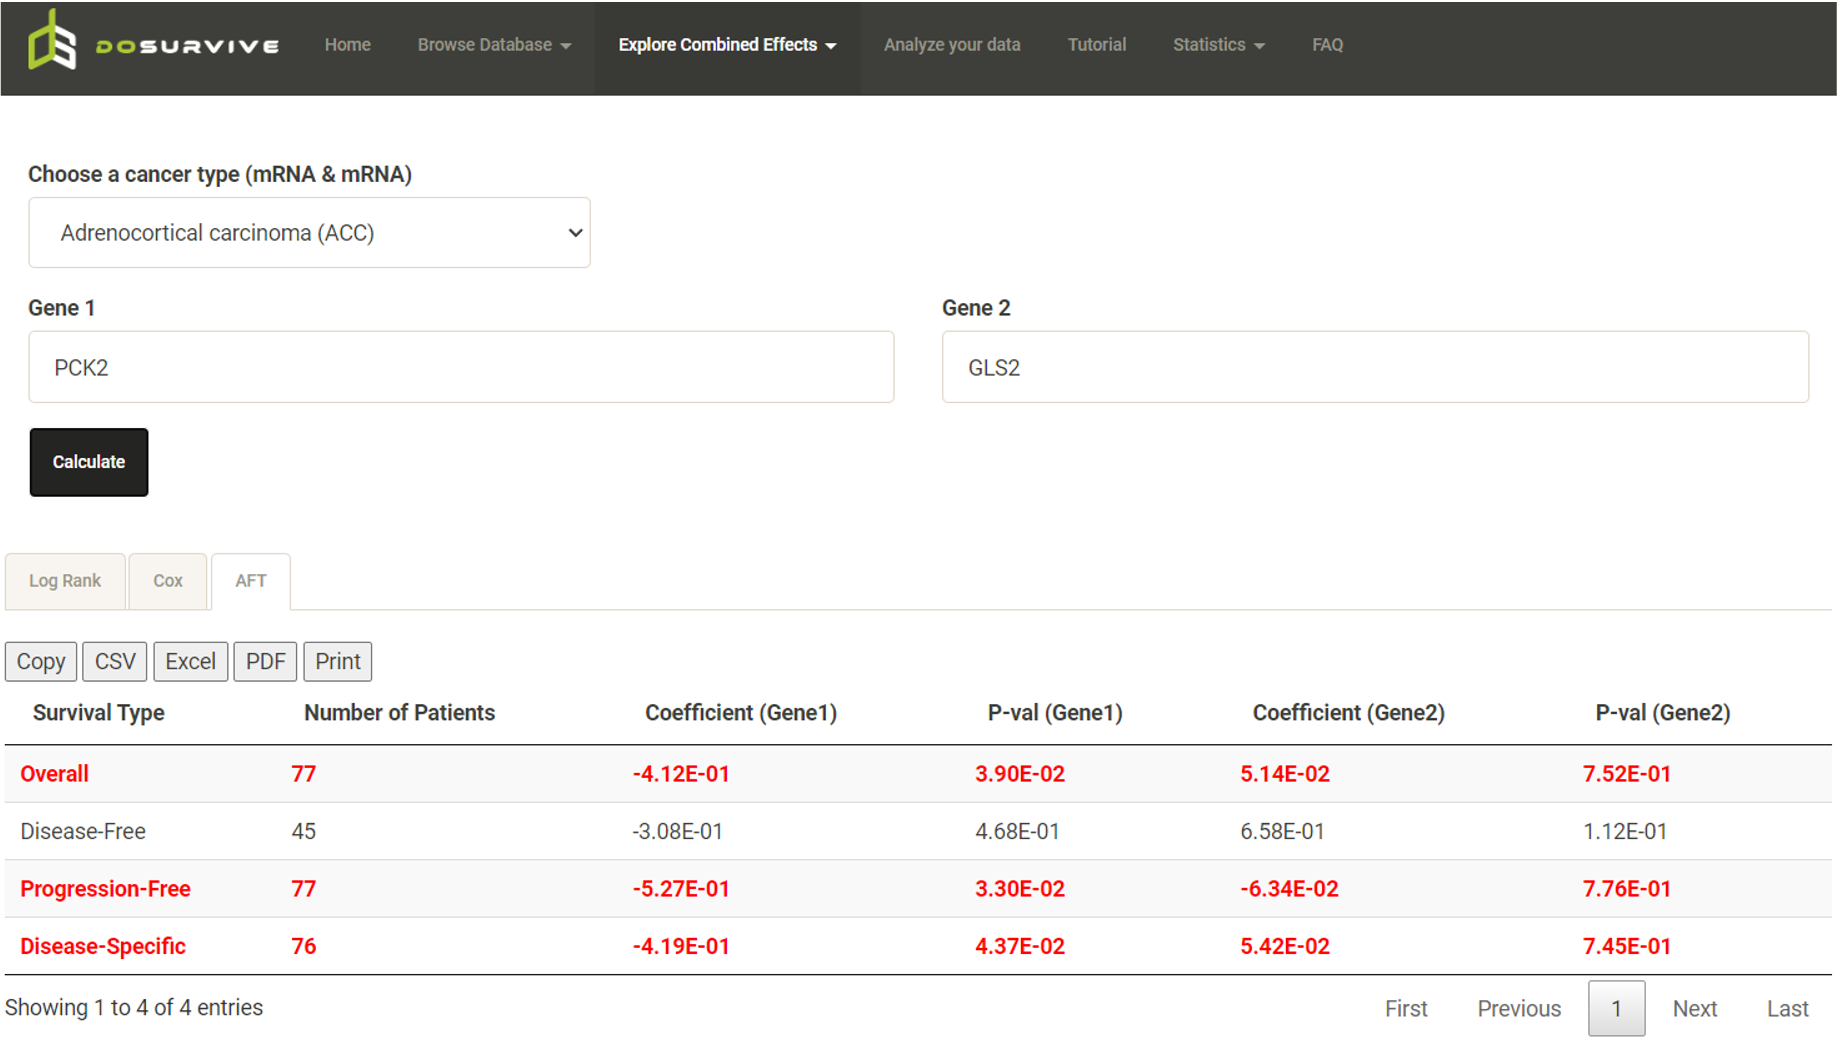 DOSURVIVE Home Browse Database Explore Combined Effects Analyze your data Tutorial Statistics FAQ
Choose a cancer type (mRNA & mRNA)
Adrenocortical carcinoma (ACC)
Gene 1 Gene 2
PCK2 GLS2
Calculate
Log Rank Cox AFT
Copy CSV Excel PDF Print
Survival Type Number of Patients Coefficient (Gene1) P-val (Gene1) Coefficient (Gene2) P-val (Gene2)
Overall 77 -4.12E-01 3.90E-02 5.14E-02 7.52E-01
Disease-Free 45 -3.08E-01 4.68E-01 6.58E-01 1.12E-01
Progression-Free 77 -5.27E-01 3.30E-02 -6.34E-02 7.76E-01
Disease-Specific 76 -4.19E-01 4.37E-02 5.42E-02 7.45E-01
Showing 1 to 4 of 4 entries First Previous 1 Next Last